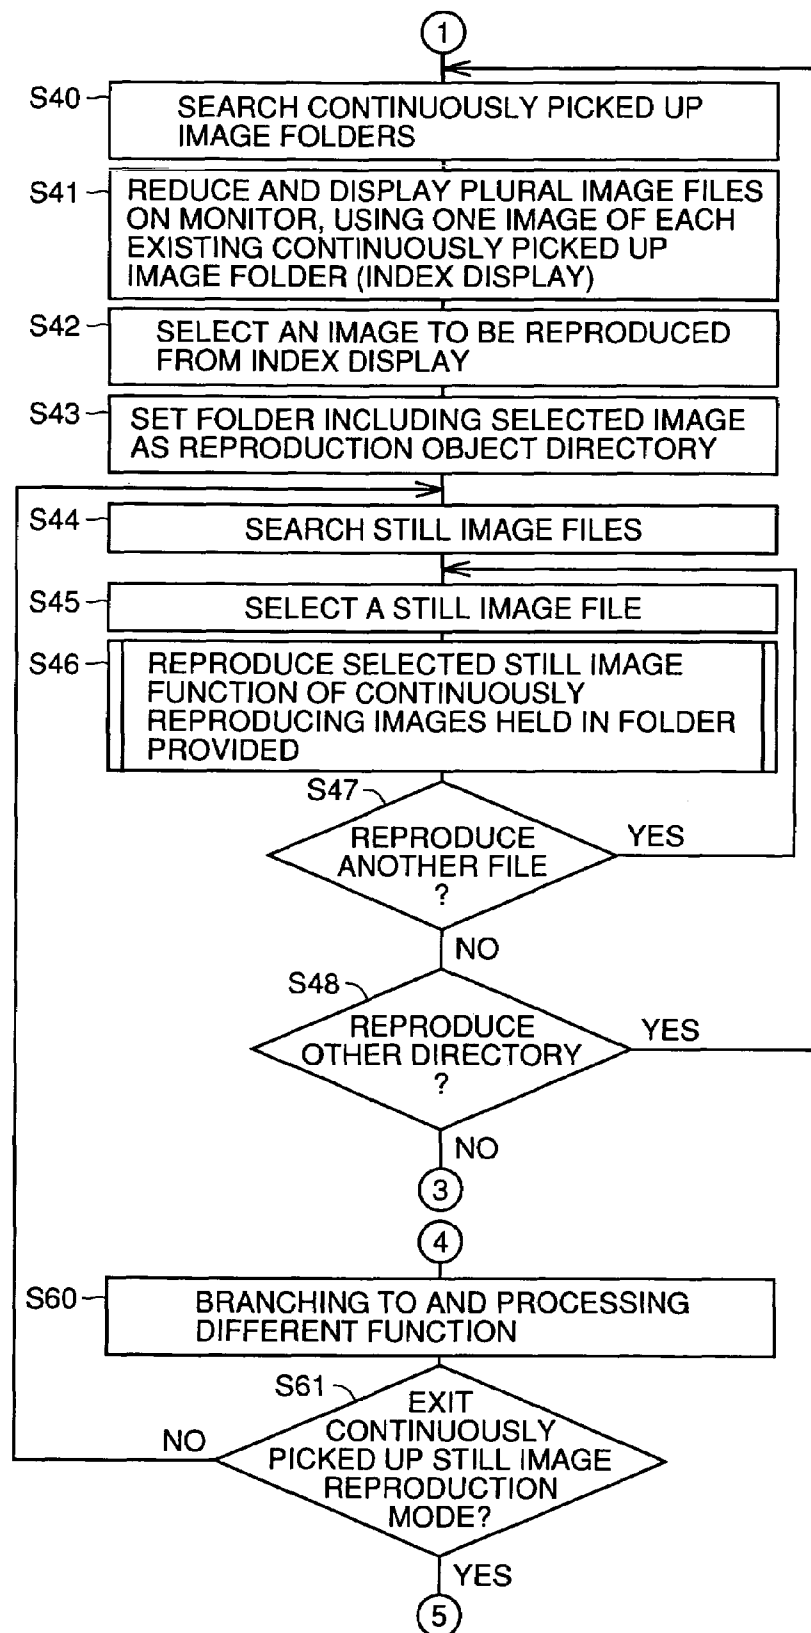 1
S40
SEARCH CONTINUOUSLY PICKED UP
IMAGE FOLDERS
S41
REDUCE AND DISPLAY PLURAL IMAGE FILES
ON MONITOR, USING ONE IMAGE OF EACH
EXISTING CONTINUOUSLY PICKED UP
IMAGE FOLDER (INDEX DISPLAY)
S42
SELECT AN IMAGE TO BE REPRODUCED
FROM INDEX DISPLAY
S43
SET FOLDER INCLUDING SELECTED IMAGE
AS REPRODUCTION OBJECT DIRECTORY
S44
SEARCH STILL IMAGE FILES
S45
SELECT A STILL IMAGE FILE
S46
REPRODUCE SELECTED STILL IMAGE
FUNCTION OF CONTINUOUSLY
REPRODUCING IMAGES HELD IN FOLDER
PROVIDED
S47
REPRODUCE
ANOTHER FILE
?
YES
NO
S48
REPRODUCE
OTHER DIRECTORY
?
YES
NO
3
4
S60
BRANCHING TO AND PROCESSING
DIFFERENT FUNCTION
S61
EXIT
CONTINUOUSLY
PICKED UP STILL IMAGE
REPRODUCTION
MODE?
NO
YES
5